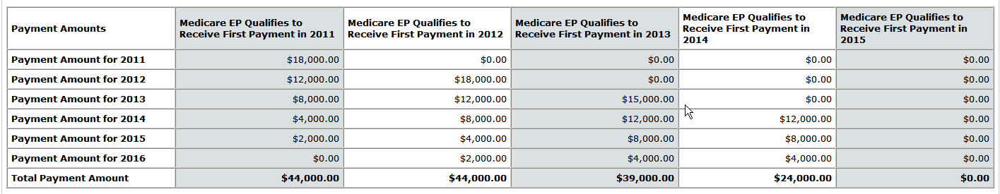 Payment Amounts | Medicare EP Qualifies to Receive First Payment in 2011 | Medicare EP Qualifies to Receive First Payment in 2012 | Medicare EP Qualifies to Receive First Payment in 2013 | Medicare EP Qualifies to Receive First Payment in 2014 | Medicare EP Qualifies to Receive First Payment in 2015
Payment Amount for 2011 $18,000.00 $0.00 $0.00 $0.00 $0.00
Payment Amount for 2012 $12,000.00 $18,000.00 $0.00 $0.00 $0.00
Payment Amount for 2013 $8,000.00 $12,000.00 $15,000.00 $0.00 $0.00
Payment Amount for 2014 $4,000.00 $8,000.00 $12,000.00 $12,000.00 $0.00
Payment Amount for 2015 $2,000.00 $4,000.00 $8,000.00 $8,000.00 $0.00
Payment Amount for 2016 $0.00 $2,000.00 $4,000.00 $4,000.00 $0.00
Total Payment Amount $44,000.00 $44,000.00 $39,000.00 $24,000.00 $0.00